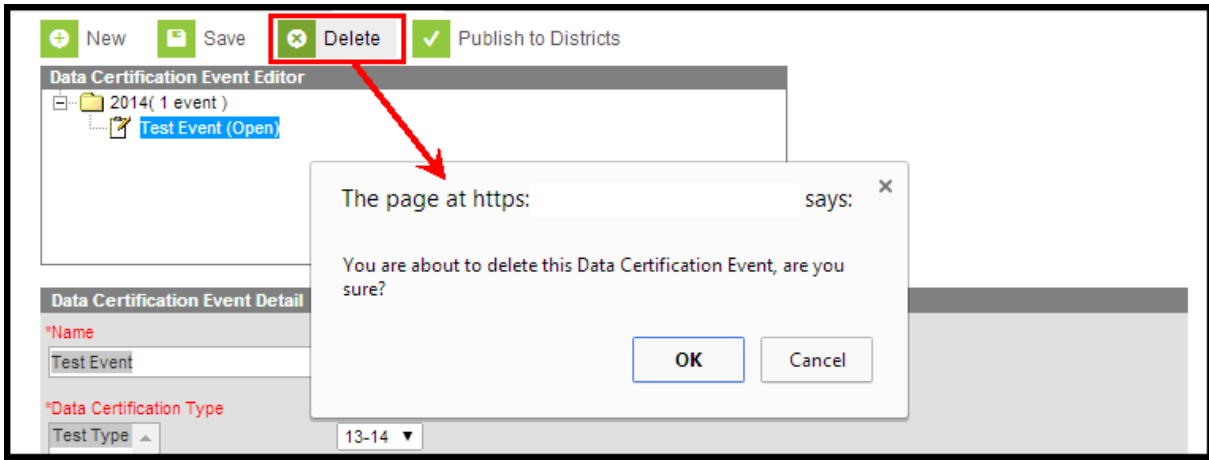 New Save Delete Publish to Districts
Data Certification Event Editor
2014( 1 event )
Test Event (Open)
The page at https: says:
You are about to delete this Data Certification Event, are you
sure?
OK Cancel
Data Certification Event Detail
*Name
Test Event
*Data Certification Type
Test Type 13-14